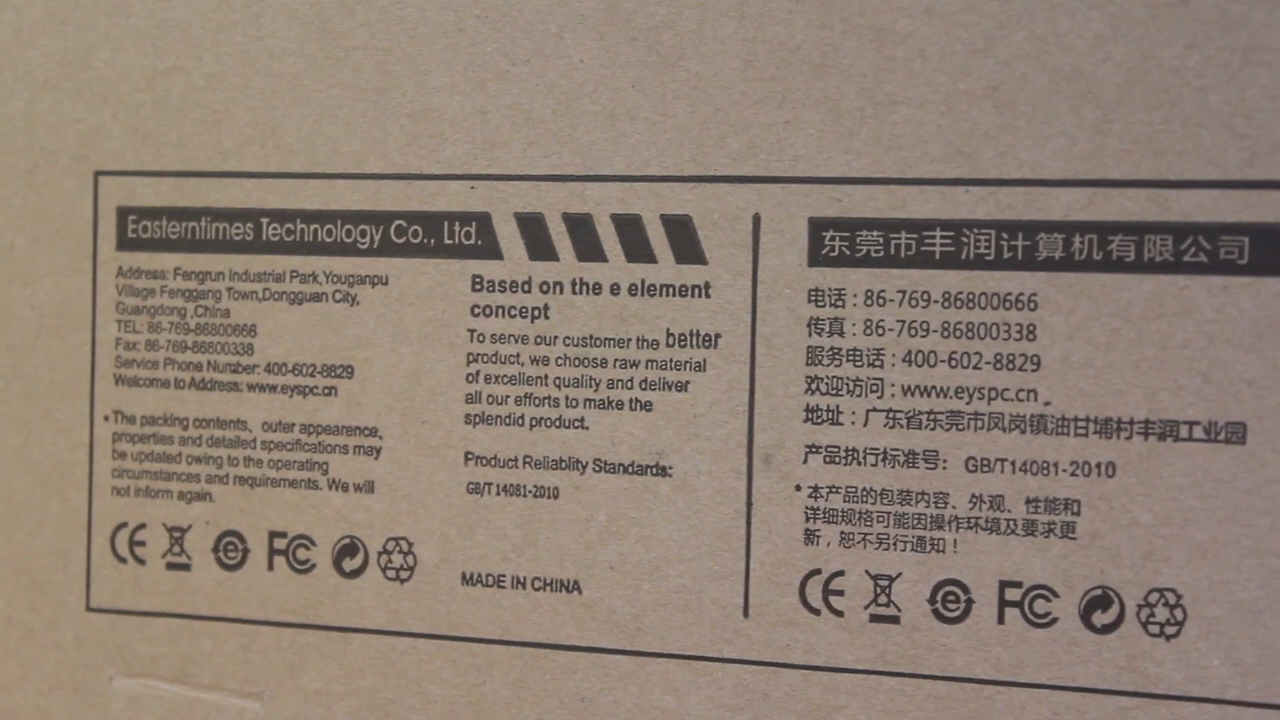 Easterntimes Technology Co., Ltd.
Address: Fengrun Industrial Park,Youganpu
Village Fenggang Town,Dongguan City,
Guangdong ,China
TEL: 86-769-86800666
Fax: 86-769-86800338
Service Phone Number: 400-602-8829
Welcome to Address: www.eyspc.cn
*The packing contents、outer appearence、
properties and detailed specifications may
be updated owing to the operating
circumstances and requirements. We will
not inform again.
CE e FC
Based on the e element
concept
To serve our customer the better
product, we choose raw material
of excellent quality and deliver
all our efforts to make the
splendid product.
Product Reliablity Standards:
GB/T 14081-2010
MADE IN CHINA
东莞市丰润计算机有限公司
电话：86-769-86800666
传真：86-769-86800338
服务电话：400-602-8829
欢迎访问：www.eyspc.cn 。
地址：广东省东莞市凤岗镇油甘埔村丰润工业园
产品执行标准号： GB/T14081-2010
*本产品的包装内容、外观、性能和
详细规格可能因操作环境及要求更
新，恕不另行通知！
CE e FC